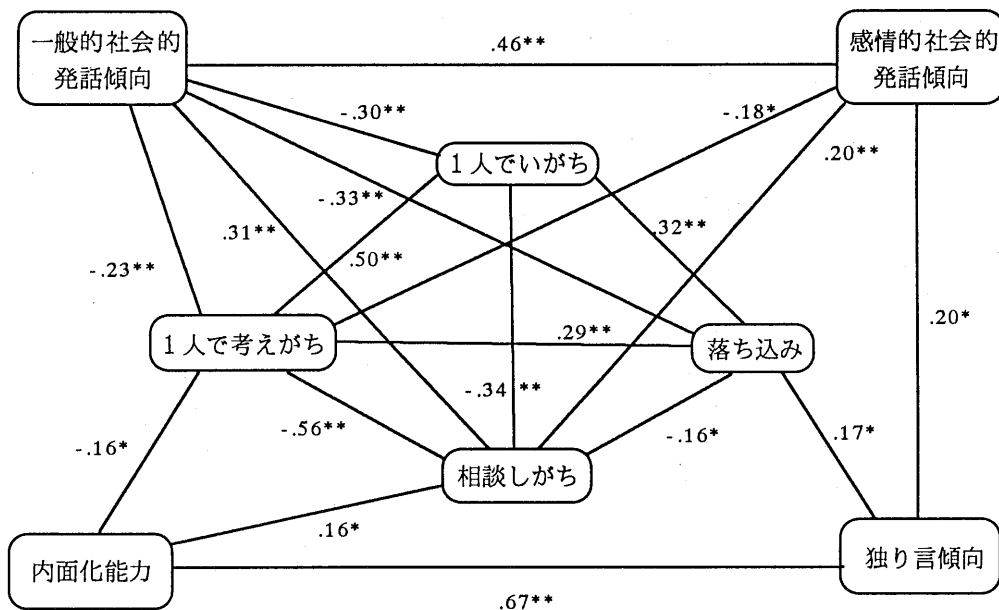 一般的社会的
発話傾向
.46**
感情的社会的
発話傾向
-.30**
-.18*
1人でいがち
.20**
-.33**
.31**
.50**
.32**
-.23**
1人で考えがち
.29**
落ち込み
.20*
-.34**
-.16*
-.56**
-.16*
.17*
相談しがち
.16*
内面化能力
独り言傾向
.67**